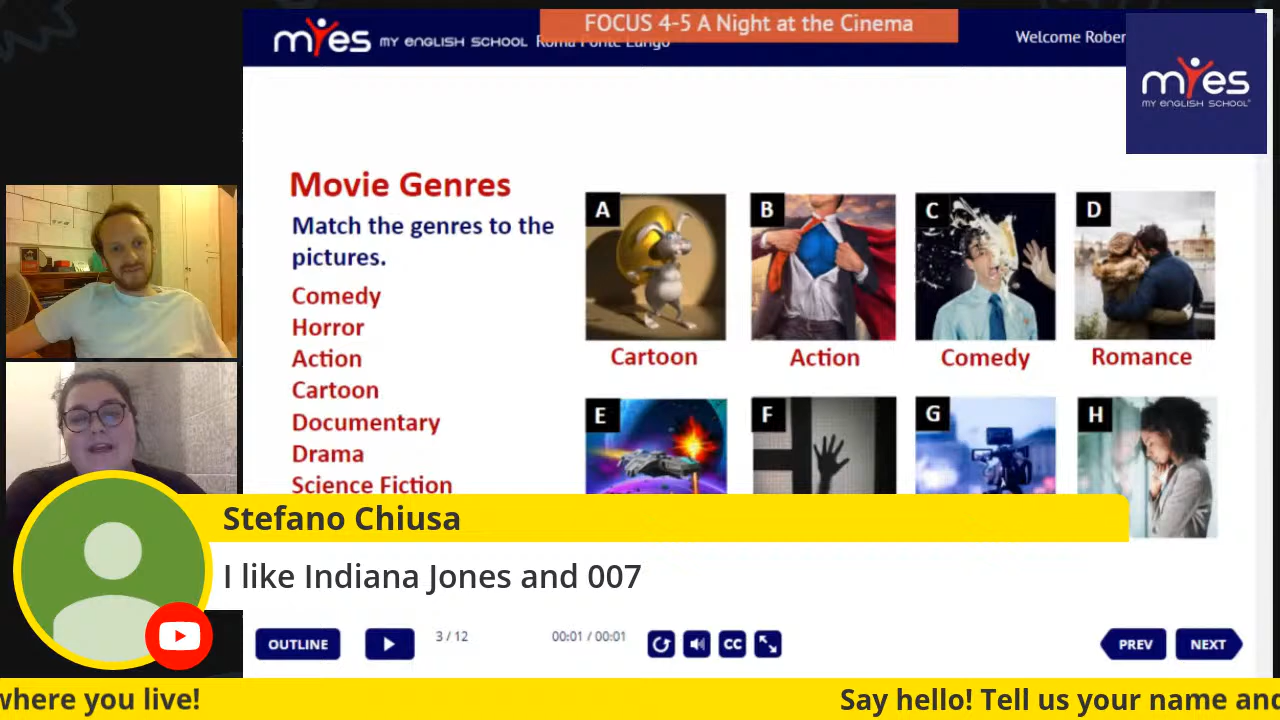 FOCUS 4-5 A Night at the Cinema
myes MY ENGLISH SCHOOL Roma Ponte Lungo
Welcome Rober
myes
MY ENGLISH SCHOOL
Movie Genres
Match the genres to the
pictures.
Comedy
Horror
Action
Cartoon
Documentary
Drama
Science Fiction
A
B
C
D
Cartoon
Action
Comedy
Romance
E
F
G
H
Stefano Chiusa
I like Indiana Jones and 007
OUTLINE
3 / 12
00:01 / 00:01
CC
PREV
NEXT
where you live!
Say hello! Tell us your name and